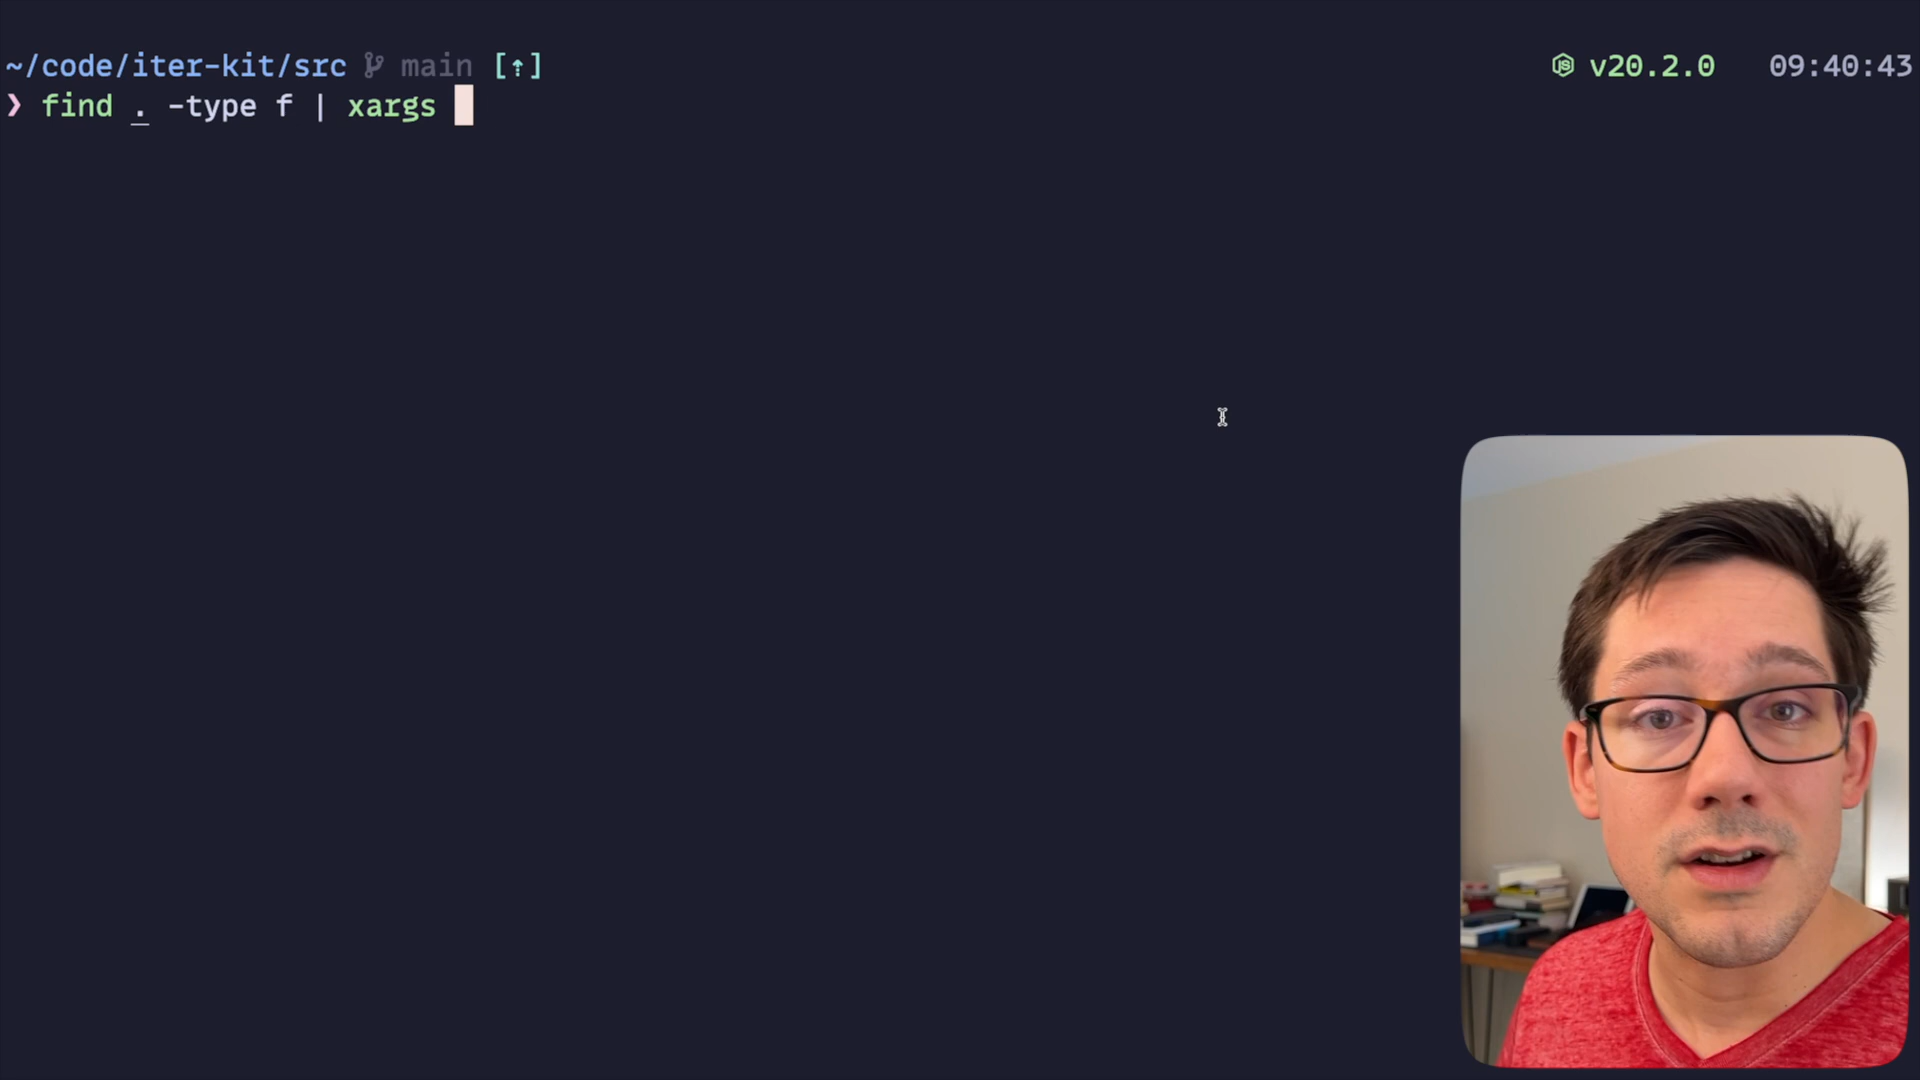 ~/code/iter-kit/src main [⇡] v20.2.0 09:40:43
❯ find . -type f | xargs